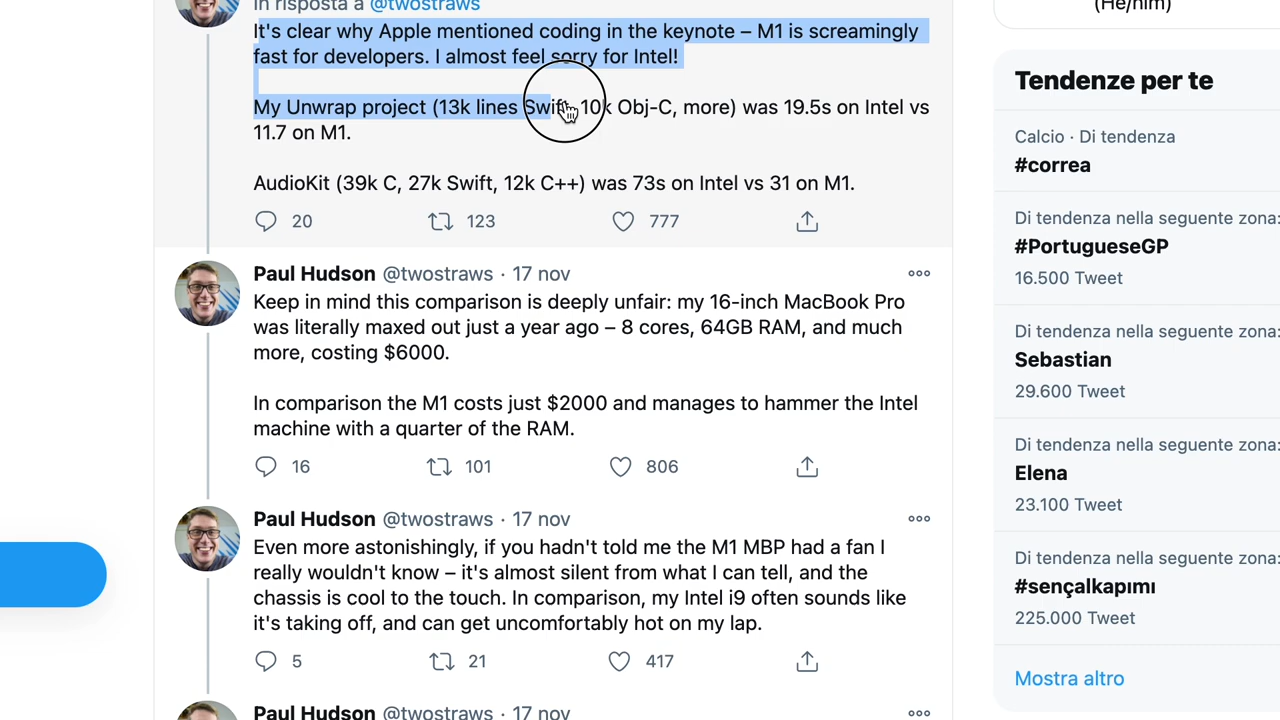 In risposta a @twostraws
It's clear why Apple mentioned coding in the keynote – M1 is screamingly
fast for developers. I almost feel sorry for Intel!
My Unwrap project (13k lines Swift, 10k Obj-C, more) was 19.5s on Intel vs
11.7 on M1.
AudioKit (39k C, 27k Swift, 12k C++) was 73s on Intel vs 31 on M1.
20 123 777
Paul Hudson @twostraws · 17 nov
Keep in mind this comparison is deeply unfair: my 16-inch MacBook Pro
was literally maxed out just a year ago – 8 cores, 64GB RAM, and much
more, costing $6000.
In comparison the M1 costs just $2000 and manages to hammer the Intel
machine with a quarter of the RAM.
16 101 806
Paul Hudson @twostraws · 17 nov
Even more astonishingly, if you hadn't told me the M1 MBP had a fan I
really wouldn't know – it's almost silent from what I can tell, and the
chassis is cool to the touch. In comparison, my Intel i9 often sounds like
it's taking off, and can get uncomfortably hot on my lap.
5 21 417
Paul Hudson @twostraws · 17 nov
(He/him)
Tendenze per te
Calcio · Di tendenza
#correa
Di tendenza nella seguente zona:
#PortugueseGP
16.500 Tweet
Di tendenza nella seguente zona:
Sebastian
29.600 Tweet
Di tendenza nella seguente zona:
Elena
23.100 Tweet
Di tendenza nella seguente zona:
#sençalkapımı
225.000 Tweet
Mostra altro